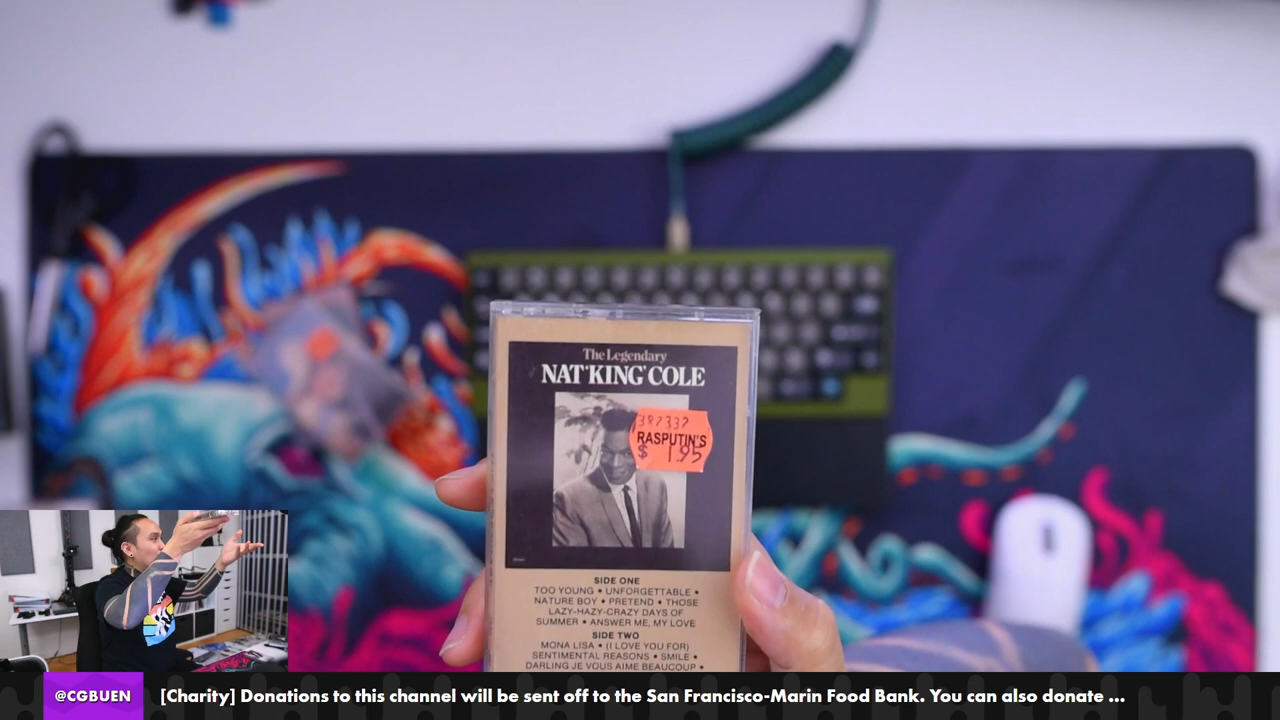 The Legendary
NAT 'KING' COLE
397337
RASPUTIN'S
$ 1.95
SIDE ONE
TOO YOUNG • UNFORGETTABLE •
NATURE BOY • PRETEND • THOSE
LAZY-HAZY-CRAZY DAYS OF
SUMMER • ANSWER ME, MY LOVE
SIDE TWO
MONA LISA • (I LOVE YOU FOR)
SENTIMENTAL REASONS • SMILE •
DARLING JE VOUS AIME BEAUCOUP •
@CGBUEN
[Charity] Donations to this channel will be sent off to the San Francisco-Marin Food Bank. You can also donate ...